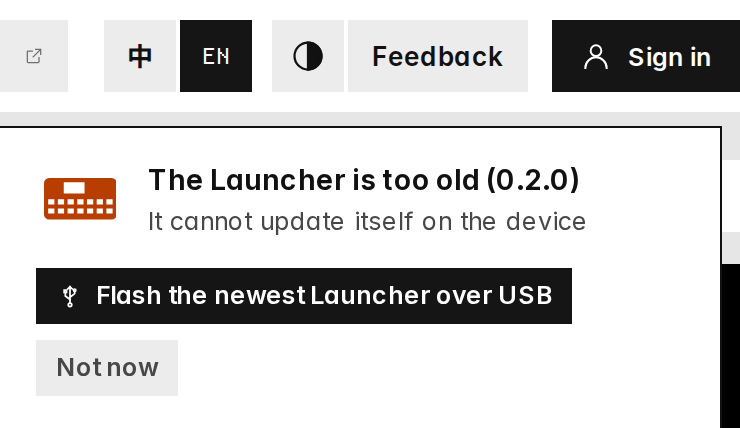 中 EN Feedback Sign in
The Launcher is too old (0.2.0)
It cannot update itself on the device
Flash the newest Launcher over USB
Not now